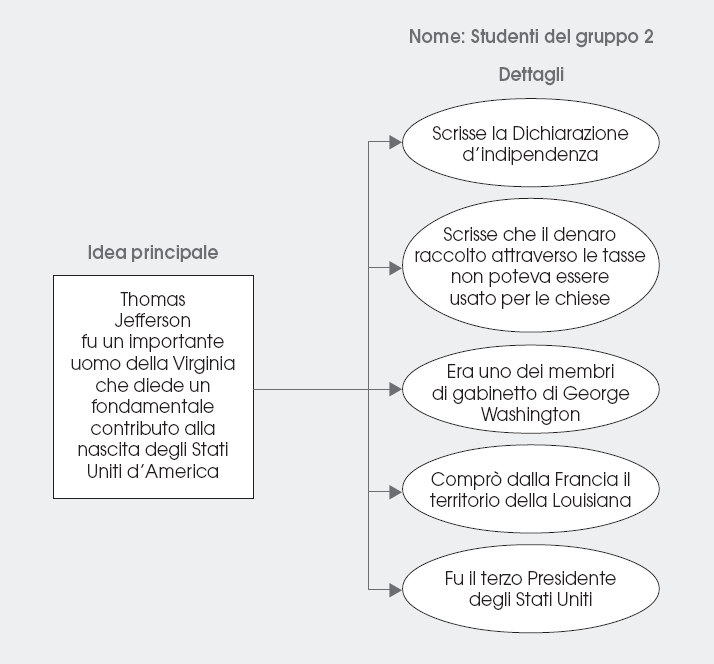 Nome: Studenti del gruppo 2
Dettagli
Scrisse la Dichiarazione
d'indipendenza
Scrisse che il denaro
raccolto attraverso le tasse
non poteva essere
usato per le chiese
Idea principale
Thomas
Jefferson
fu un importante
uomo della Virginia
che diede un
fondamentale
contributo alla
nascita degli Stati
Uniti d'America
Era uno dei membri
di gabinetto di George
Washington
Comprò dalla Francia il
territorio della Louisiana
Fu il terzo Presidente
degli Stati Uniti